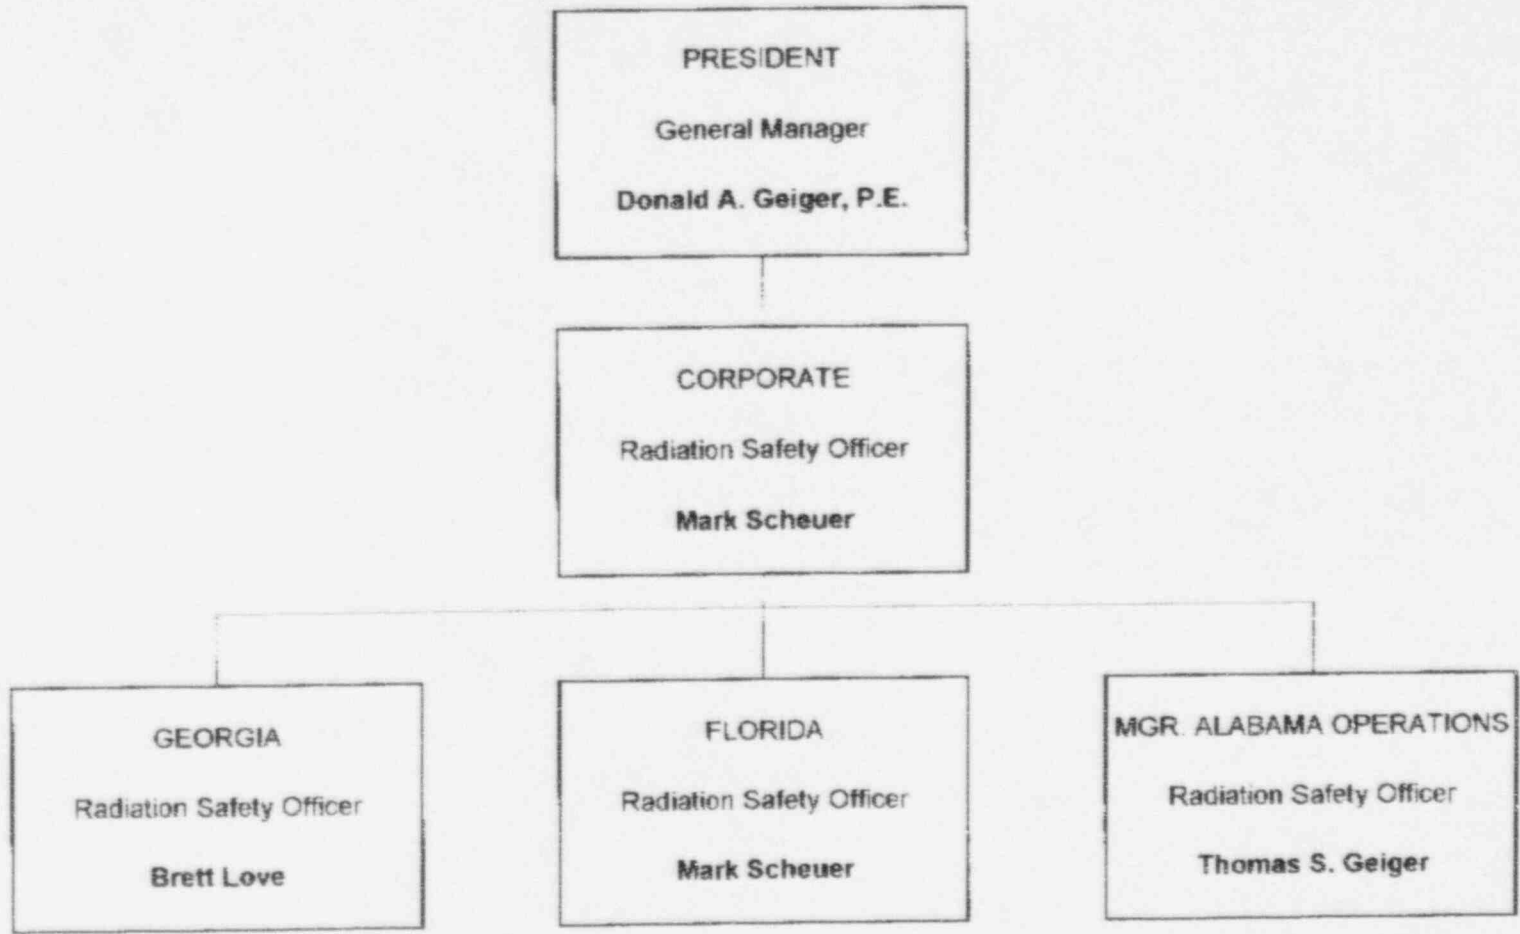 PRESIDENT
General Manager
Donald A. Geiger, P.E.
CORPORATE
Radiation Safety Officer
Mark Scheuer
GEORGIA
Radiation Safety Officer
Brett Love
FLORIDA
Radiation Safety Officer
Mark Scheuer
MGR. ALABAMA OPERATIONS
Radiation Safety Officer
Thomas S. Geiger